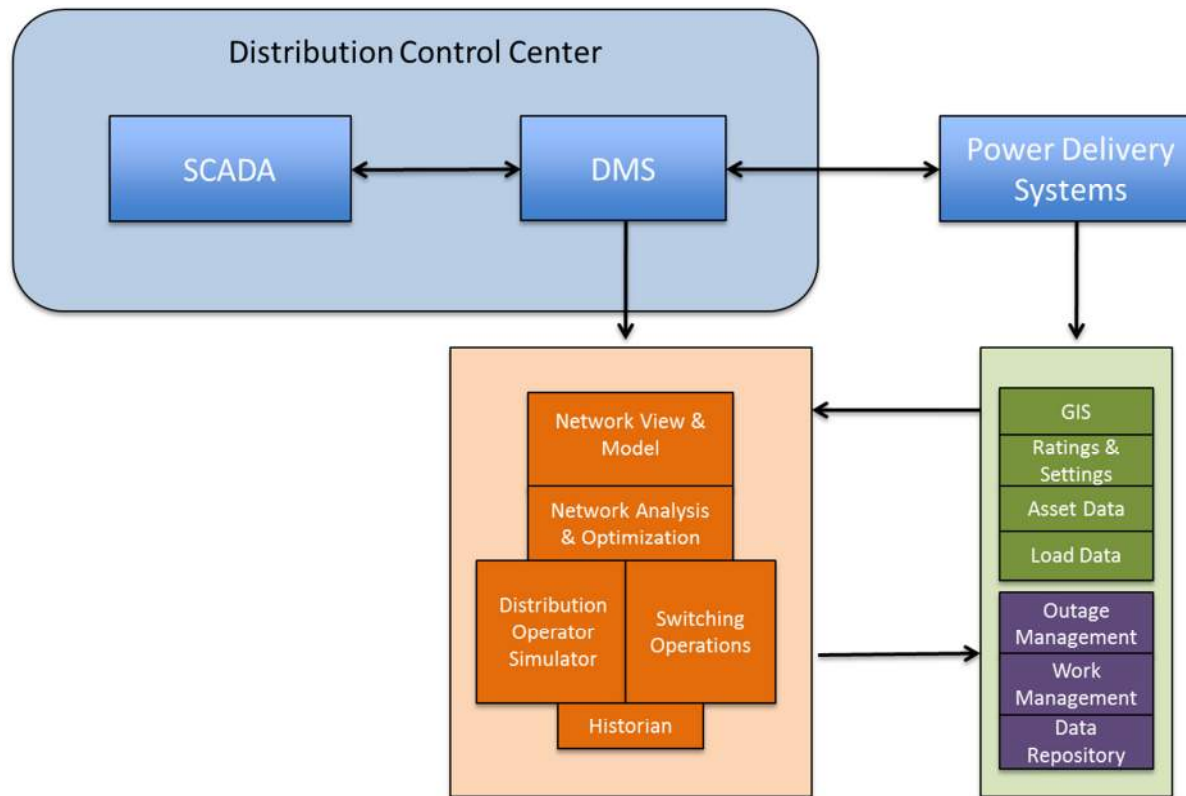 Distribution Control Center
SCADA
DMS
Power Delivery
Systems
Network View &
Model
Network Analysis
& Optimization
Distribution
Operator
Simulator
Switching
Operations
Historian
GIS
Ratings &
Settings
Asset Data
Load Data
Outage
Management
Work
Management
Data
Repository